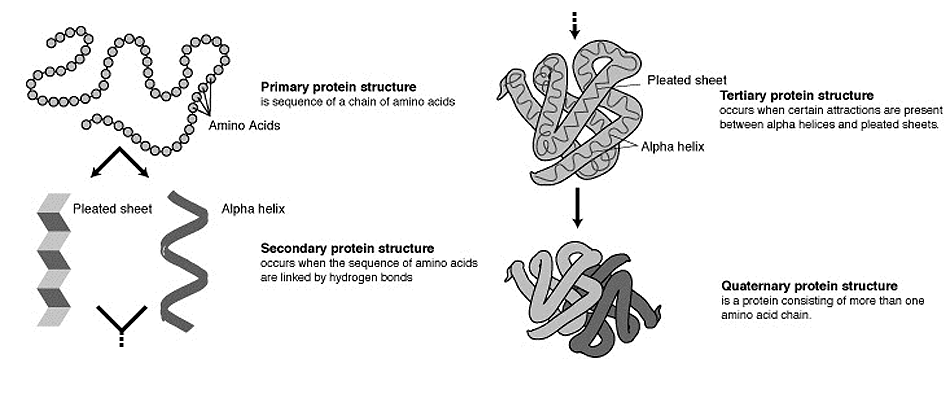 Primary protein structure
is sequence of a chain of amino acids
Amino Acids
Pleated sheet
Alpha helix
Secondary protein structure
occurs when the sequence of amino acids
are linked by hydrogen bonds
Pleated sheet
Tertiary protein structure
occurs when certain attractions are present
between alpha helices and pleated sheets.
Alpha helix
Quaternary protein structure
is a protein consisting of more than one
amino acid chain.